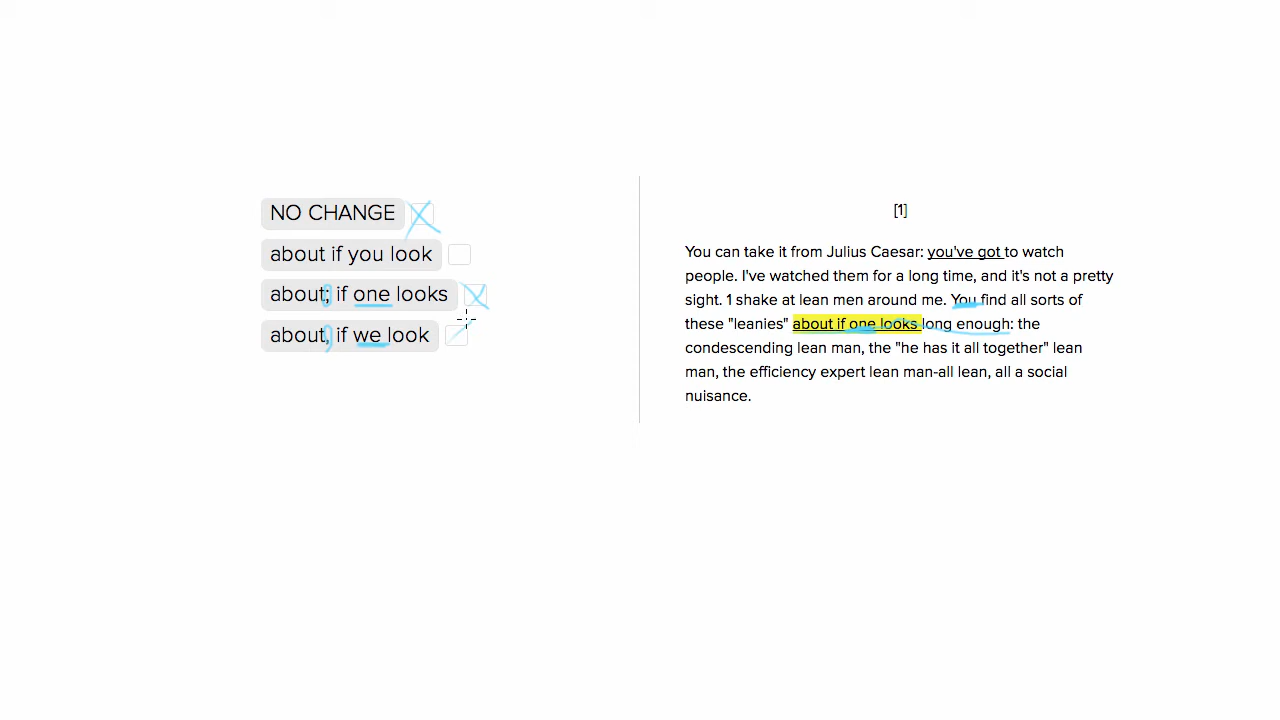 NO CHANGE
about if you look
about; if one looks
about, if we look
[1]
You can take it from Julius Caesar: you've got to watch
people. I've watched them for a long time, and it's not a pretty
sight. 1 shake at lean men around me. You find all sorts of
these "leanies" about if one looks long enough: the
condescending lean man, the "he has it all together" lean
man, the efficiency expert lean man-all lean, all a social
nuisance.